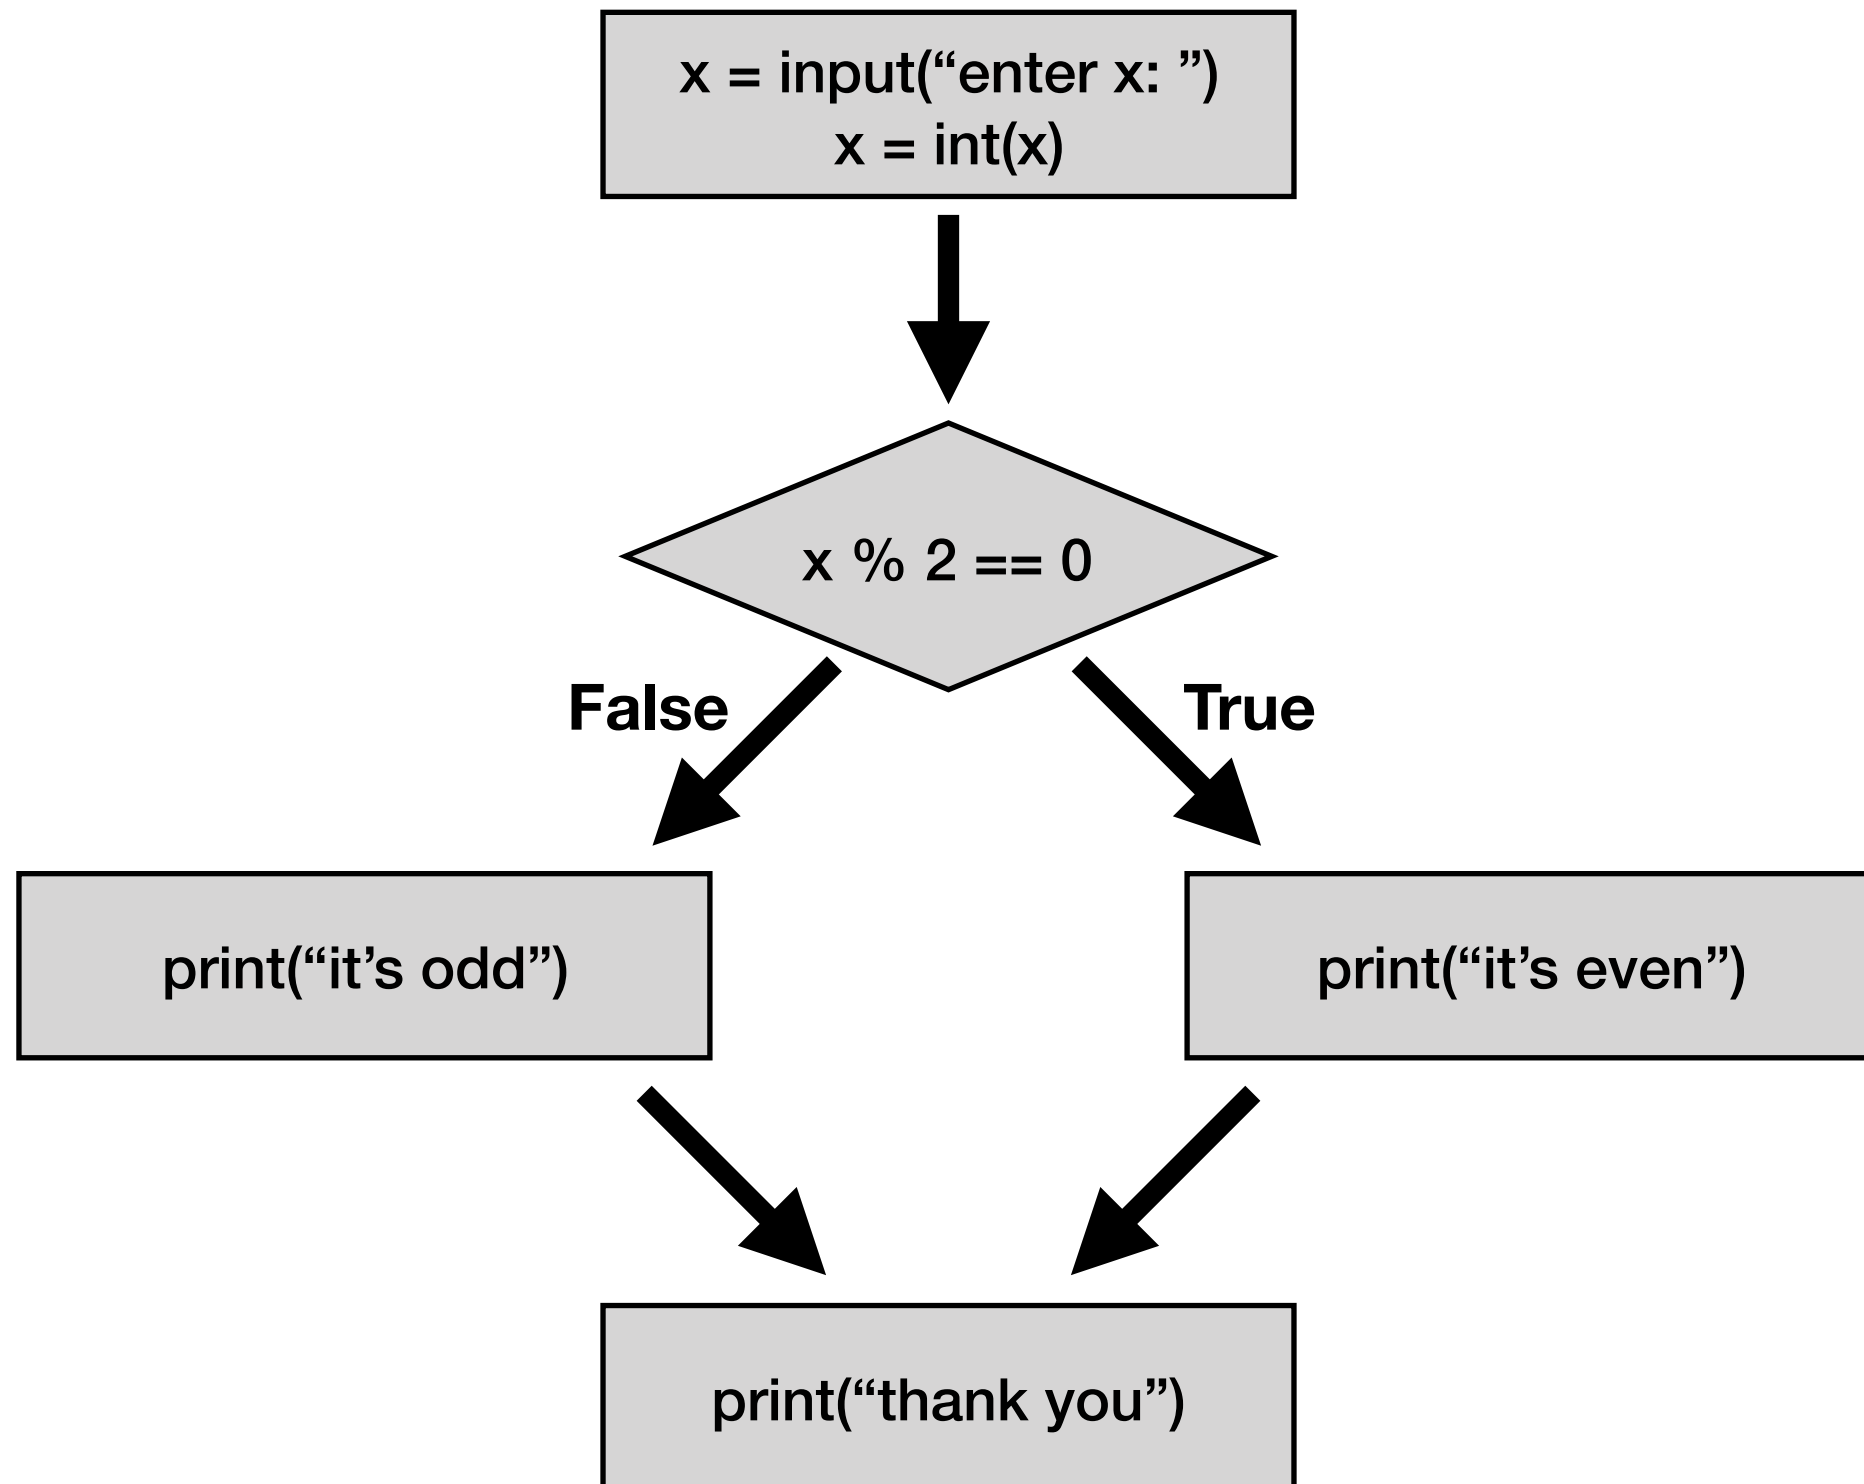 x = input(“enter x: ”)
x = int(x)
x % 2 == 0
False
True
print(“it’s odd”)
print(“it’s even”)
print(“thank you”)